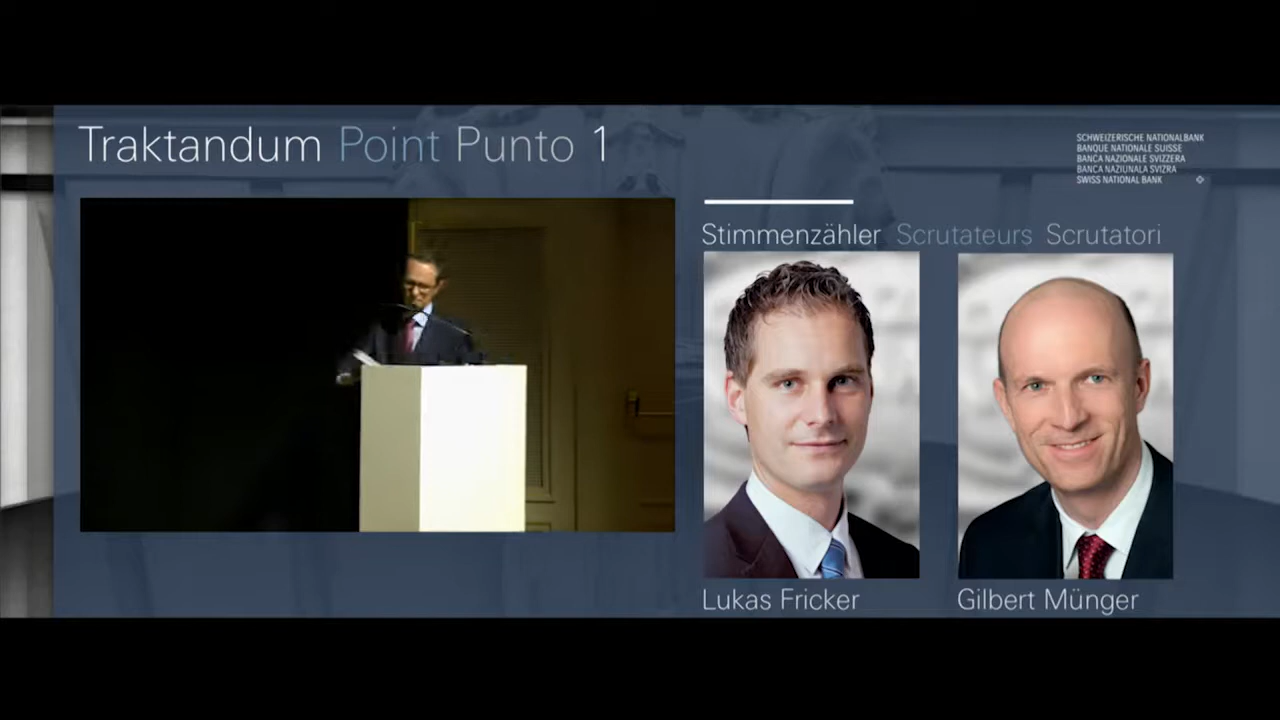 Traktandum Point Punto 1
SCHWEIZERISCHE NATIONALBANK
BANQUE NATIONALE SUISSE
BANCA NAZIONALE SVIZZERA
BANCA NAZIUNALA SVIZRA
SWISS NATIONAL BANK
Stimmenzähler Scrutateurs Scrutatori
Lukas Fricker
Gilbert Münger